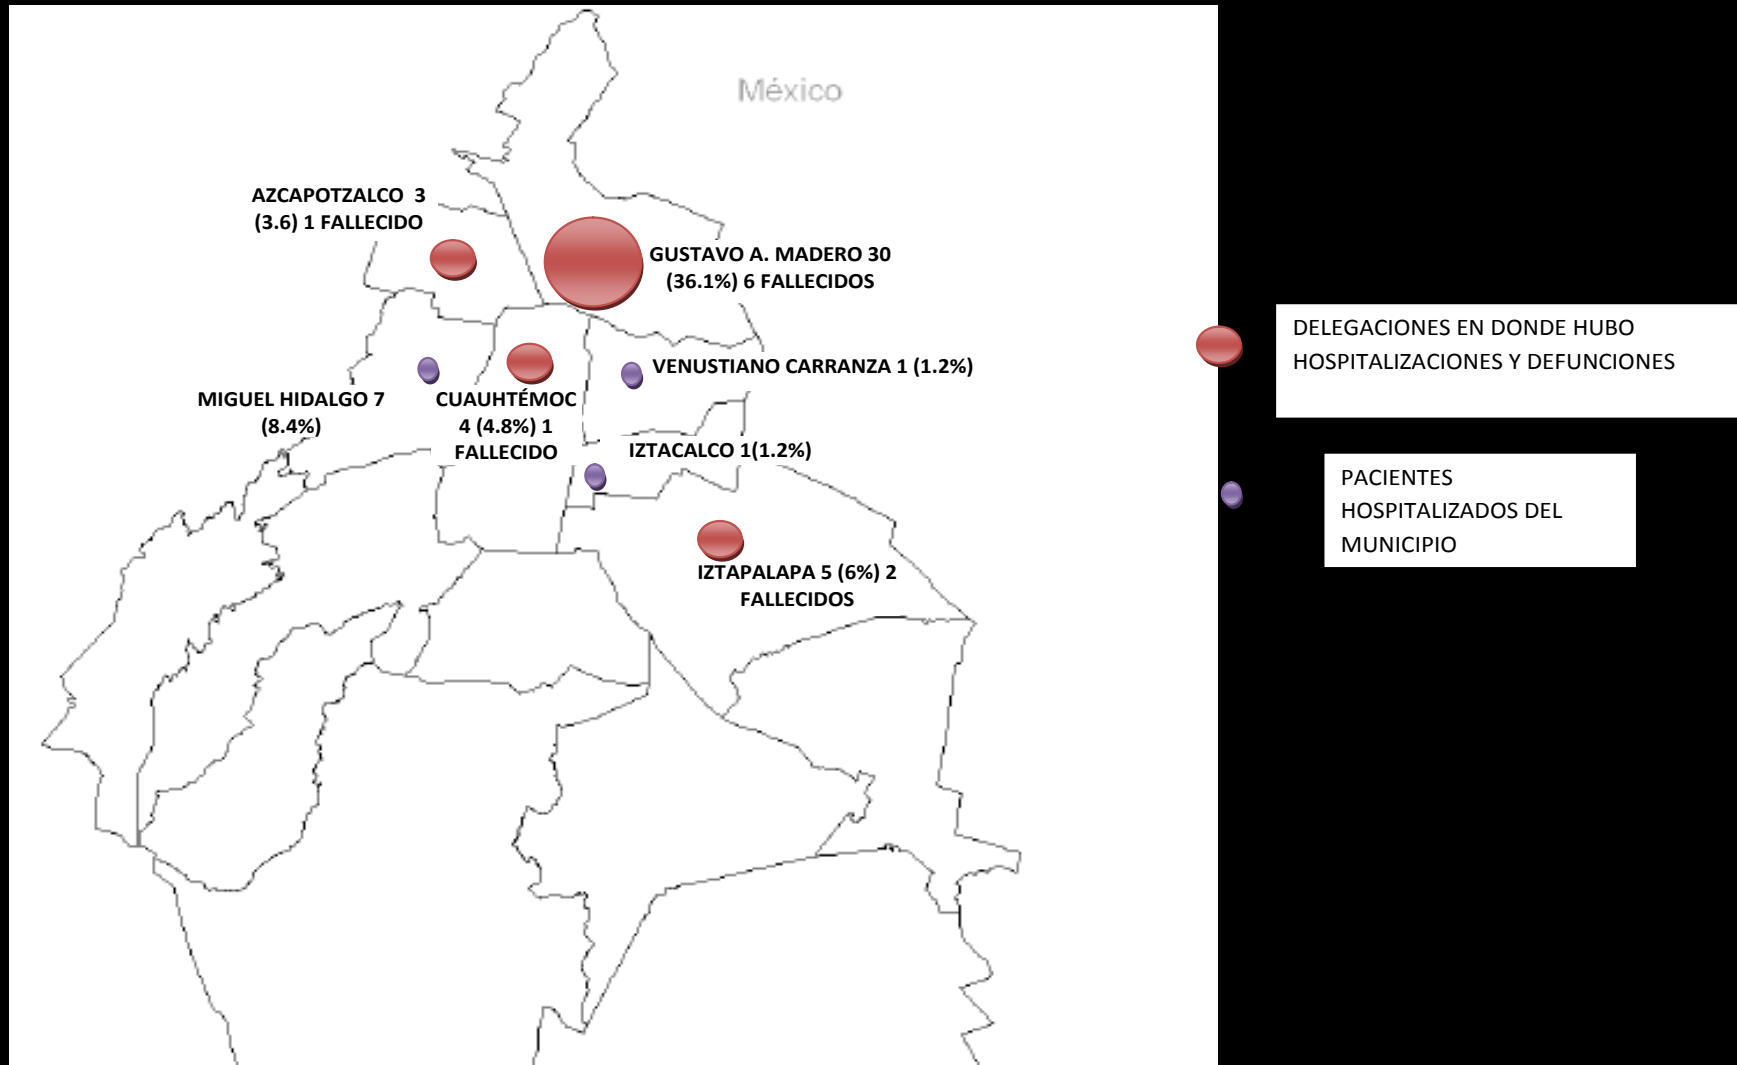 México
AZCAPOTZALCO 3
(3.6) 1 FALLECIDO
GUSTAVO A. MADERO 30
(36.1%) 6 FALLECIDOS
VENUSTIANO CARRANZA 1 (1.2%)
MIGUEL HIDALGO 7
(8.4%)
CUAUHTÉMOC
4 (4.8%) 1
FALLECIDO
IZTACALCO 1(1.2%)
IZTAPALAPA 5 (6%) 2
FALLECIDOS
DELEGACIONES EN DONDE HUBO
HOSPITALIZACIONES Y DEFUNCIONES
PACIENTES
HOSPITALIZADOS DEL
MUNICIPIO